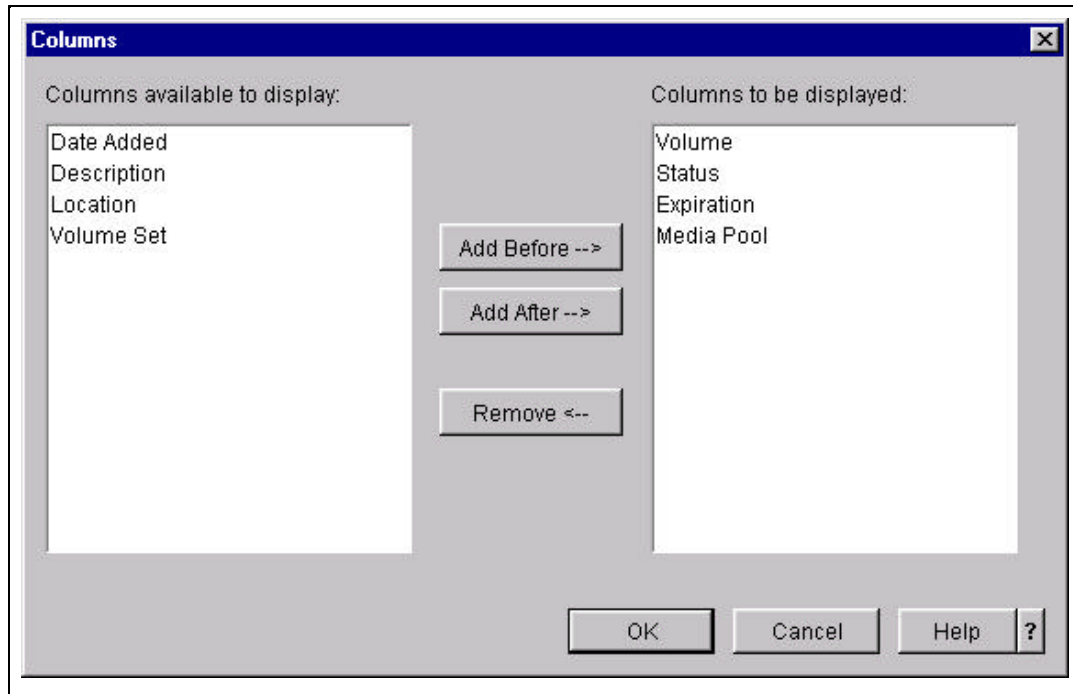 Columns
Columns available to display:
Date Added
Description
Location
Volume Set
Add Before -->
Add After -->
Remove <--
Columns to be displayed:
Volume
Status
Expiration
Media Pool
OK
Cancel
Help
?